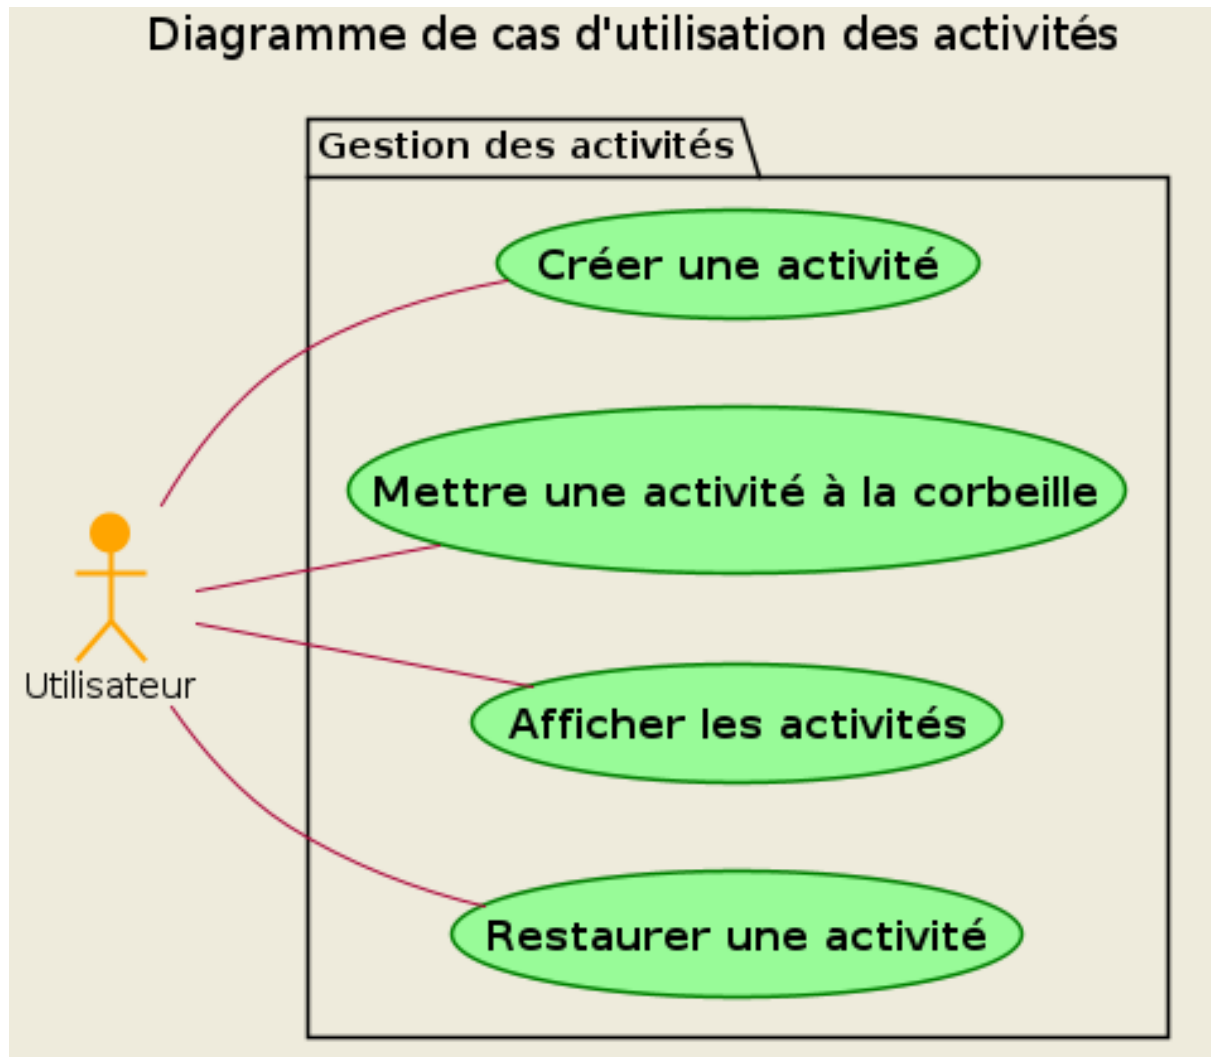 Diagramme de cas d'utilisation des activités
Gestion des activités
Créer une activité
Mettre une activité à la corbeille
Utilisateur
Afficher les activités
Restaurer une activité